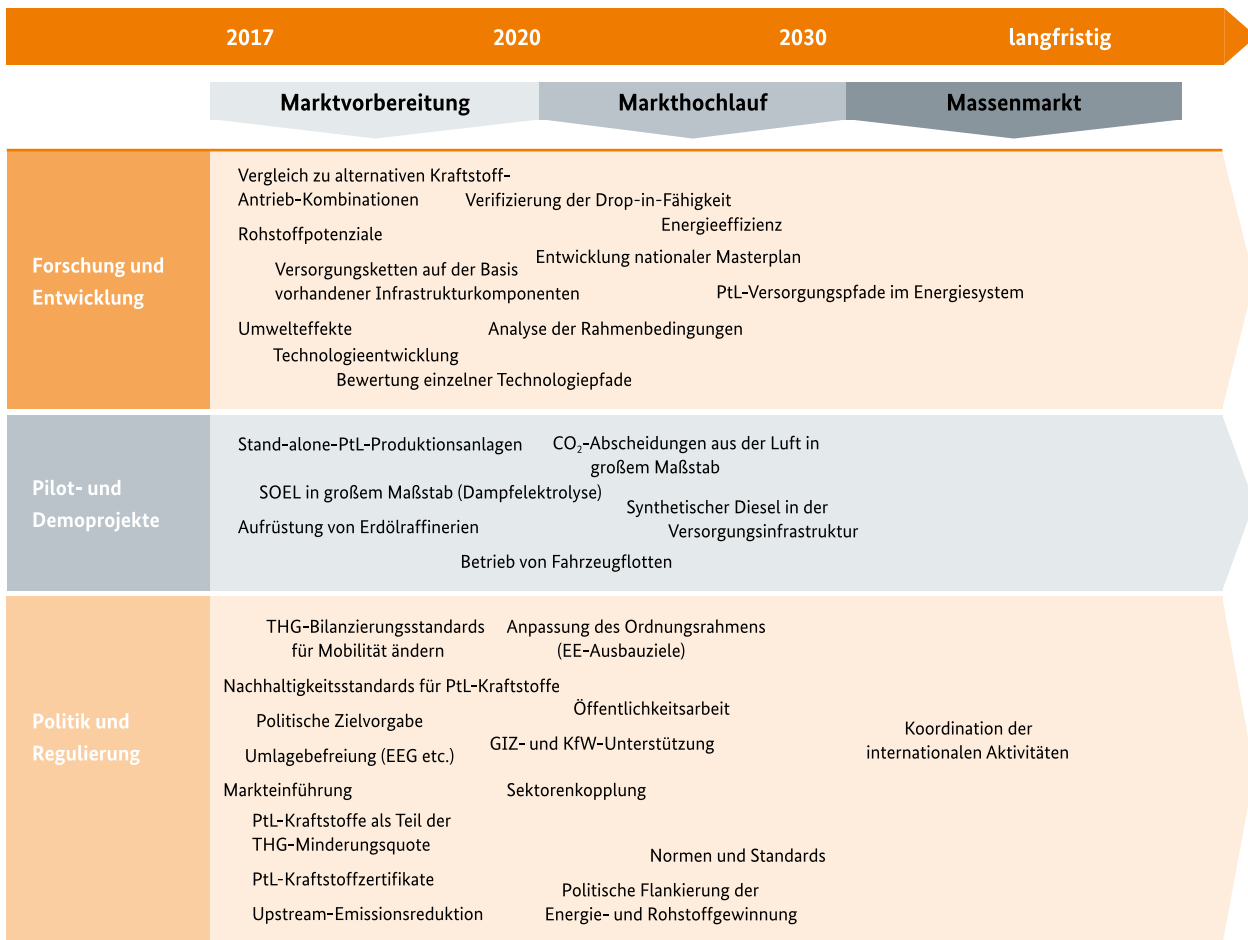 2017
2020
2030
langfristig
Marktvorbereitung
Markthochlauf
Massenmarkt
Forschung und
Entwicklung
Vergleich zu alternativen Kraftstoff-
Antrieb-Kombinationen
Verifizierung der Drop-in-Fähigkeit
Energieeffizienz
Rohstoffpotenziale
Entwicklung nationaler Masterplan
Versorgungsketten auf der Basis
vorhandener Infrastrukturkomponenten
PtL-Versorgungspfade im Energiesystem
Umwelteffekte
Analyse der Rahmenbedingungen
Technologieentwicklung
Bewertung einzelner Technologiepfade
Pilot- und
Demoprojekte
Stand-alone-PtL-Produktionsanlagen
CO₂-Abscheidungen aus der Luft in
großem Maßstab
SOEL in großem Maßstab (Dampfelektrolyse)
Synthetischer Diesel in der
Versorgungsinfrastruktur
Aufrüstung von Erdölraffinerien
Betrieb von Fahrzeugflotten
Politik und
Regulierung
THG-Bilanzierungsstandards
für Mobilität ändern
Anpassung des Ordnungsrahmens
(EE-Ausbauziele)
Nachhaltigkeitsstandards für PtL-Kraftstoffe
Öffentlichkeitsarbeit
Politische Zielvorgabe
Koordination der
internationalen Aktivitäten
GIZ- und KfW-Unterstützung
Umlagebefreiung (EEG etc.)
Markteinführung
Sektorenkopplung
PtL-Kraftstoffe als Teil der
THG-Minderungsquote
Normen und Standards
PtL-Kraftstoffzertifikate
Politische Flankierung der
Energie- und Rohstoffgewinnung
Upstream-Emissionsreduktion